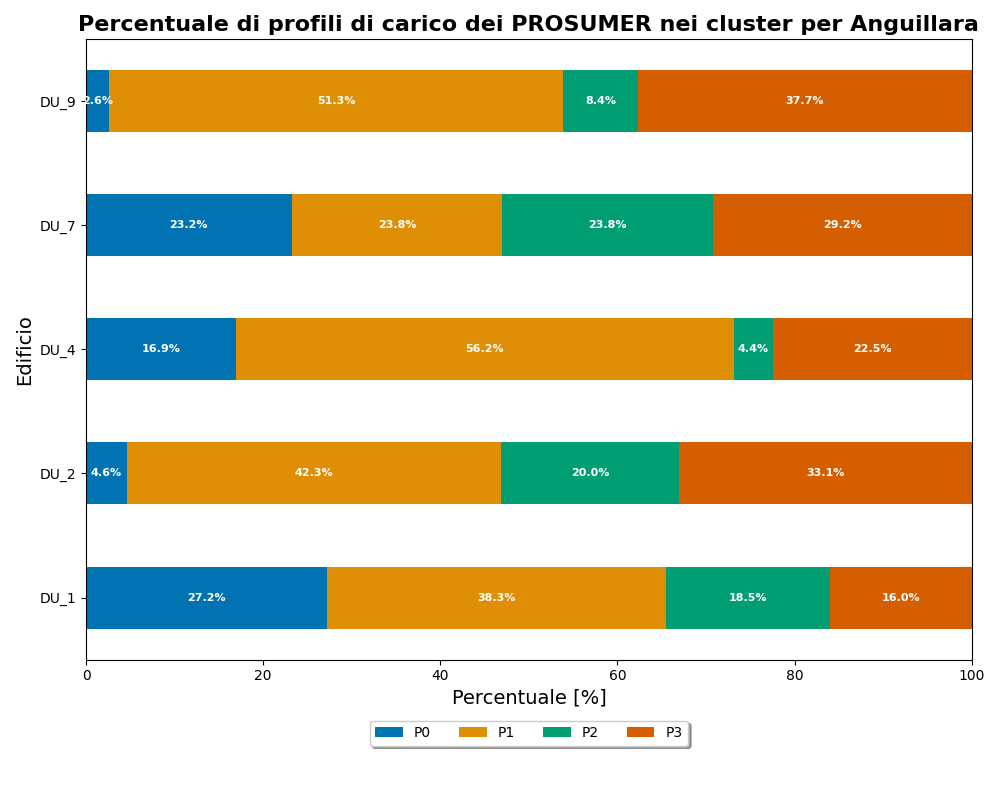 Percentuale di profili di carico dei PROSUMER nei cluster per Anguillara
DU_9
2.6%
51.3%
8.4%
37.7%
DU_7
23.2%
23.8%
23.8%
29.2%
DU_4
16.9%
56.2%
4.4%
22.5%
DU_2
4.6%
42.3%
20.0%
33.1%
DU_1
27.2%
38.3%
18.5%
16.0%
Edificio
0 20 40 60 80 100
Percentuale [%]
P0 P1 P2 P3